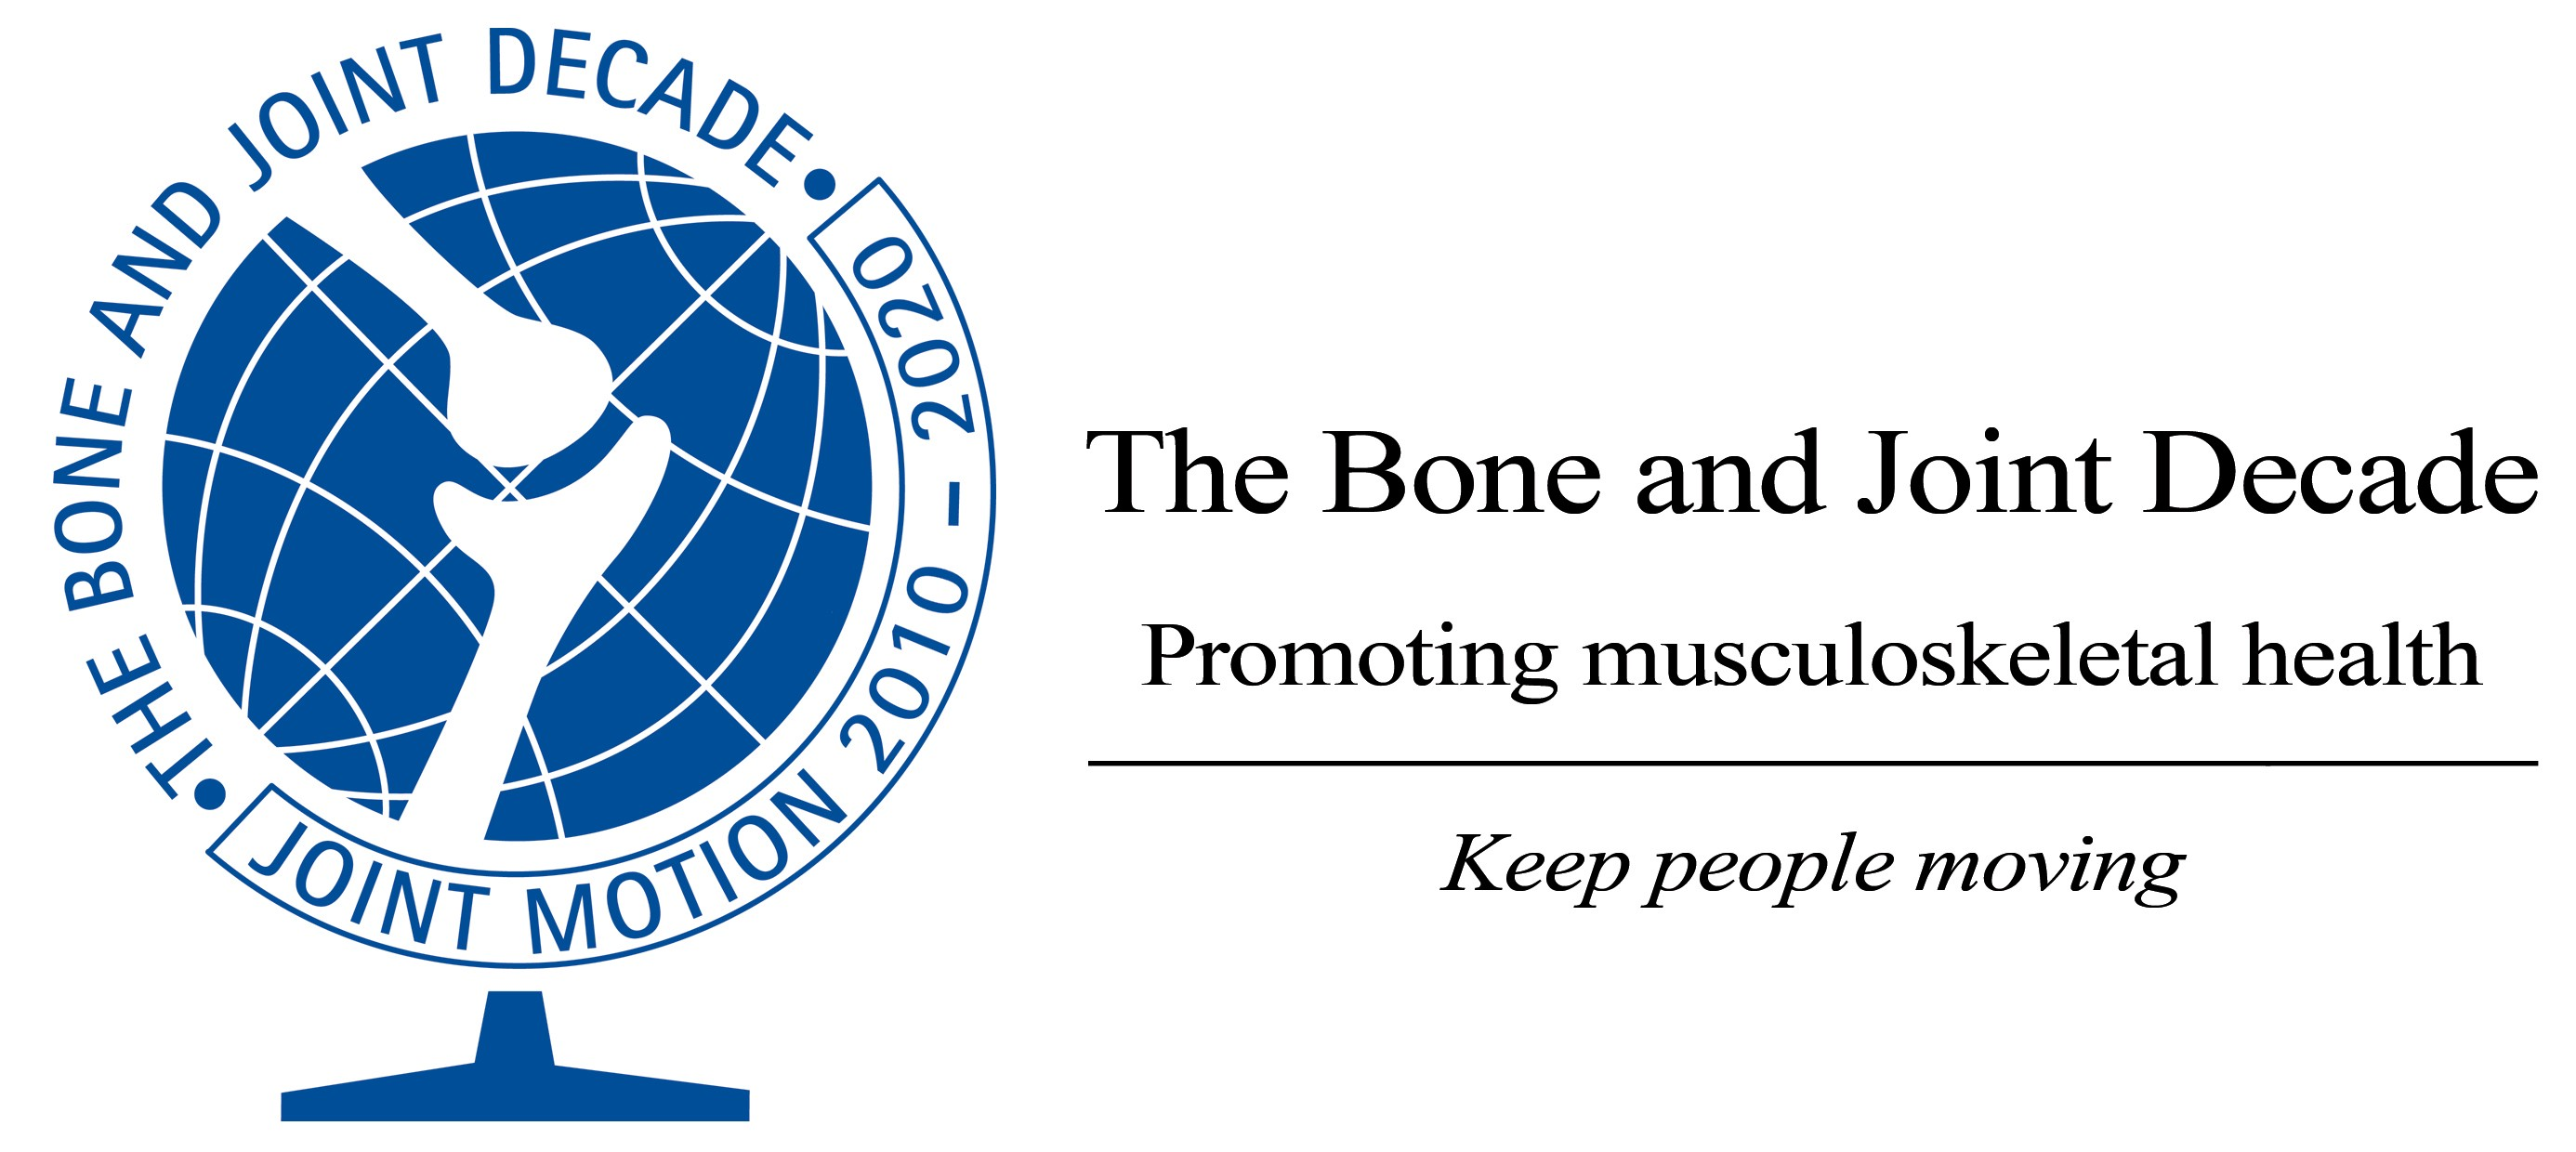 THE BONE AND JOINT DECADE
JOINT MOTION 2010 – 2020
The Bone and Joint Decade
Promoting musculoskeletal health
Keep people moving